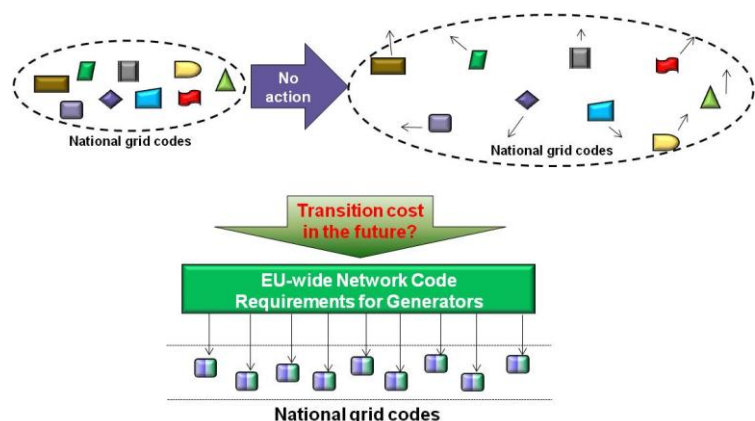 No
action
National grid codes
National grid codes
Transition cost
in the future?
EU-wide Network Code
Requirements for Generators
National grid codes